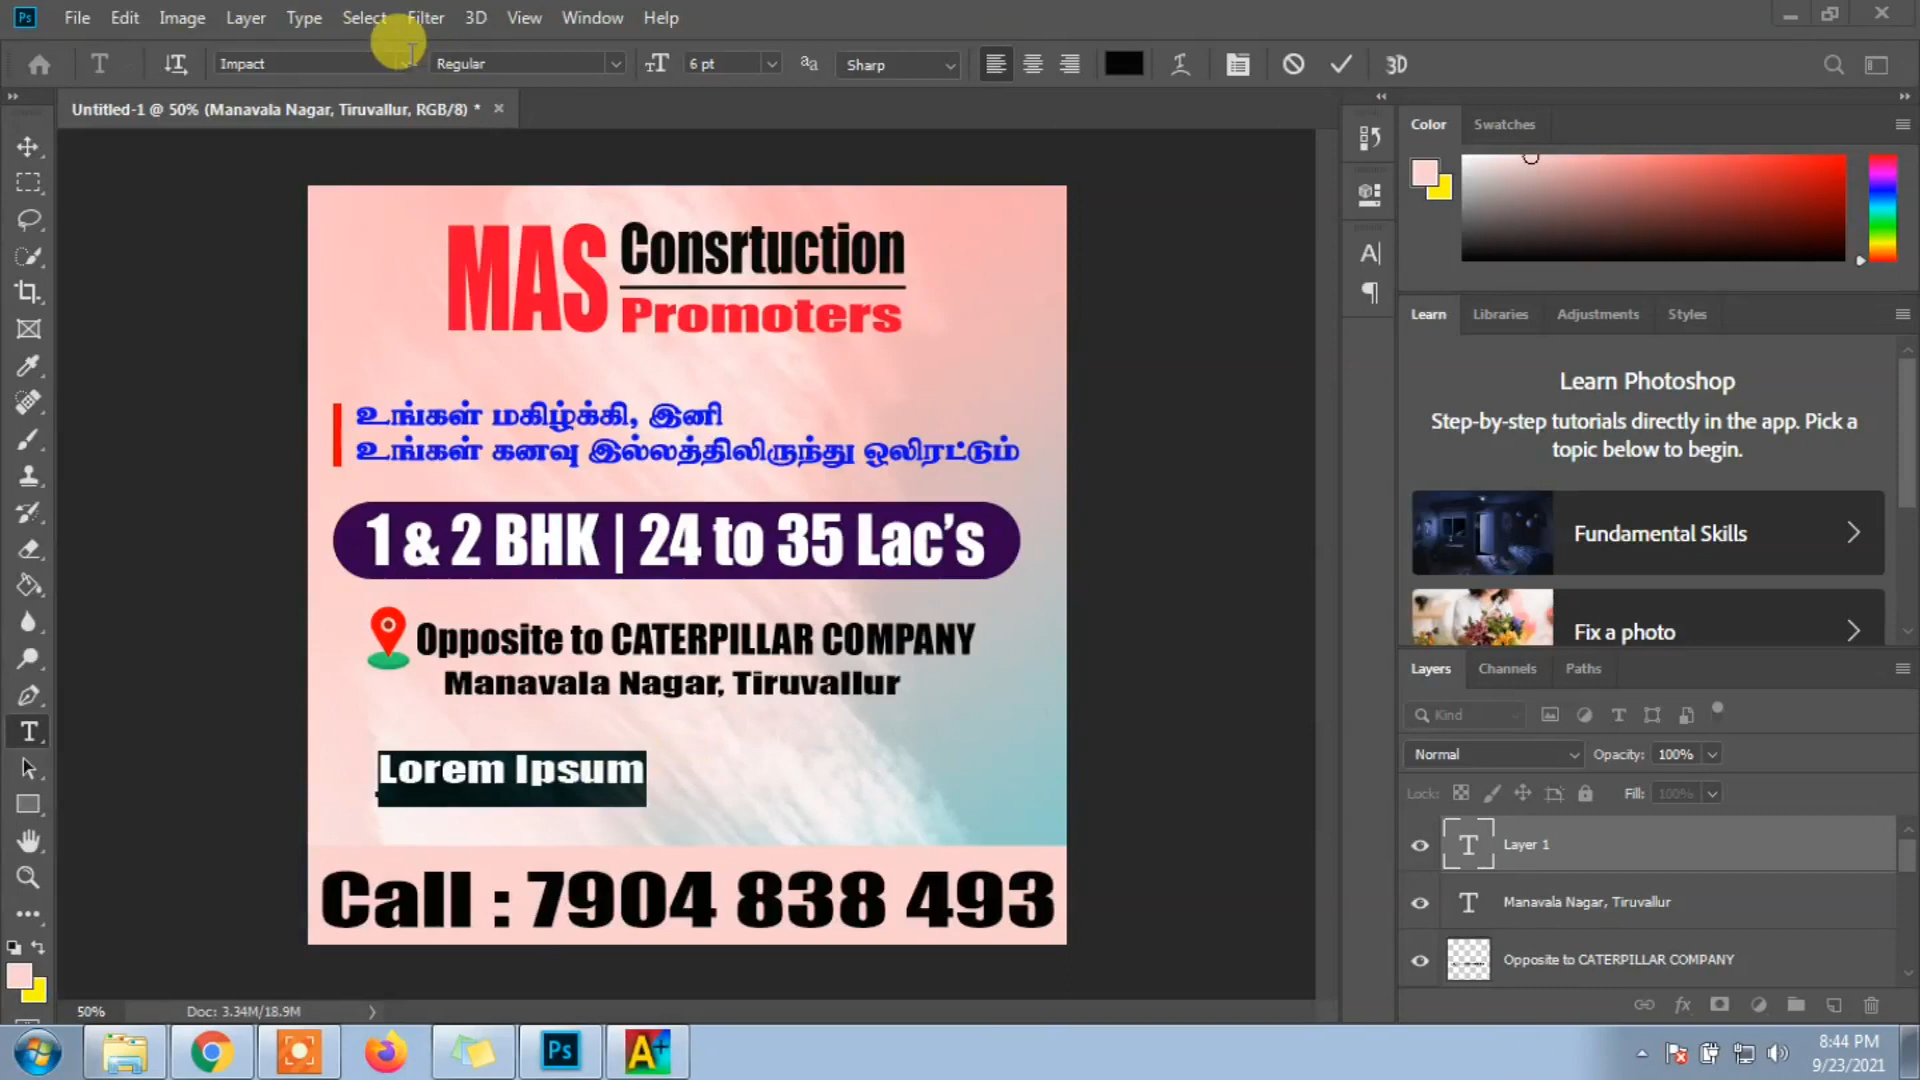 File Edit Image Layer Type Select Filter 3D View Window Help
Impact Regular 6 pt Sharp 3D
Untitled-1 @ 50% (Manavala Nagar, Tiruvallur, RGB/8) *
MAS Consrtuction
Promoters
உங்கள் மகிழ்க்கி, இனி
உங்கள் கனவு இல்லத்திலிருந்து ஒலிரட்டும்
1 & 2 BHK | 24 to 35 Lac’s
Opposite to CATERPILLAR COMPANY
Manavala Nagar, Tiruvallur
Lorem Ipsum
Call : 7904 838 493
50% Doc: 3.34M/18.9M
Color Swatches
Learn Libraries Adjustments Styles
Learn Photoshop
Step-by-step tutorials directly in the app. Pick a
topic below to begin.
Fundamental Skills
Fix a photo
Layers Channels Paths
Kind
Normal Opacity: 100%
Lock: Fill: 100%
Layer 1
Manavala Nagar, Tiruvallur
Opposite to CATERPILLAR COMPANY
8:44 PM
9/23/2021